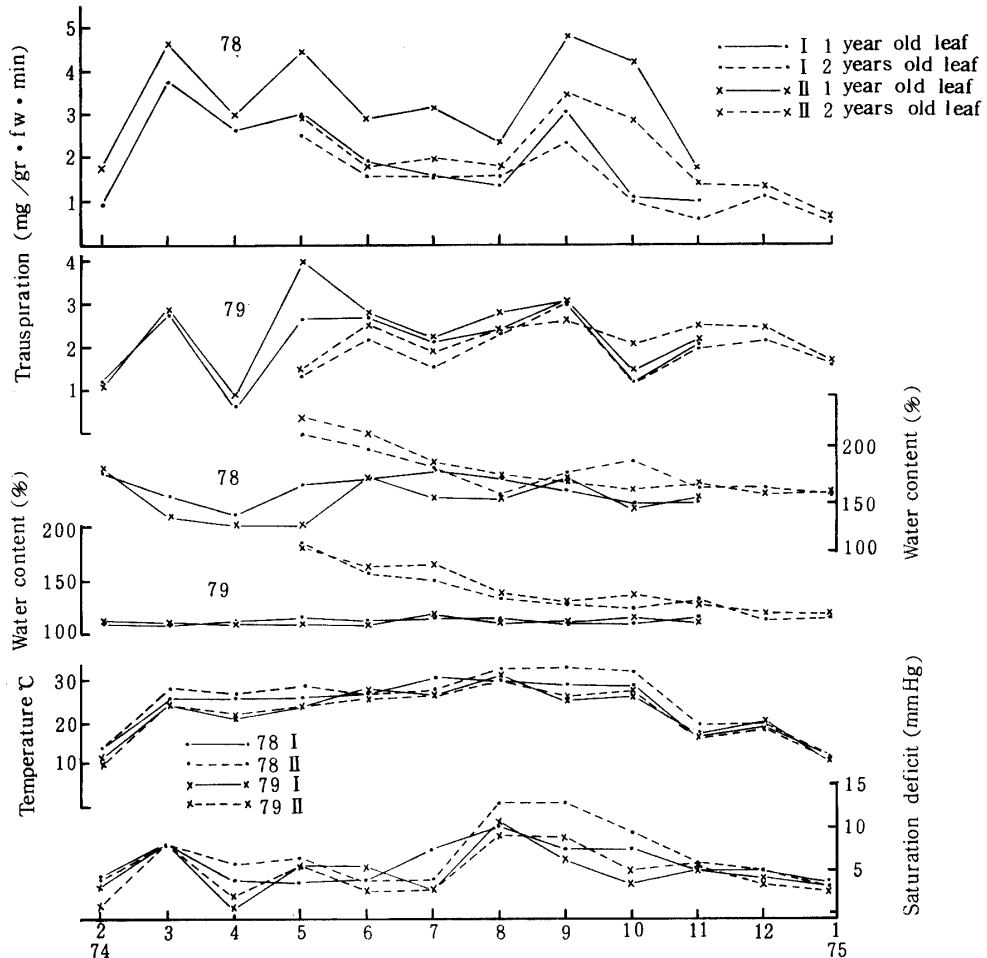 5
4
3
2
1
78
I 1 year old leaf
I 2 years old leaf
II 1 year old leaf
II 2 years old leaf
Trauspiration (mg /gr・fw・min)
4
3
2
1
79
Water content (%)
200
150
100
78
Water content (%)
200
150
100
79
Temperature ℃
30
20
10
78 I
78 II
79 I
79 II
Saturation deficit (mmHg)
15
10
5
0
2 3 4 5 6 7 8 9 10 11 12 1
74 75